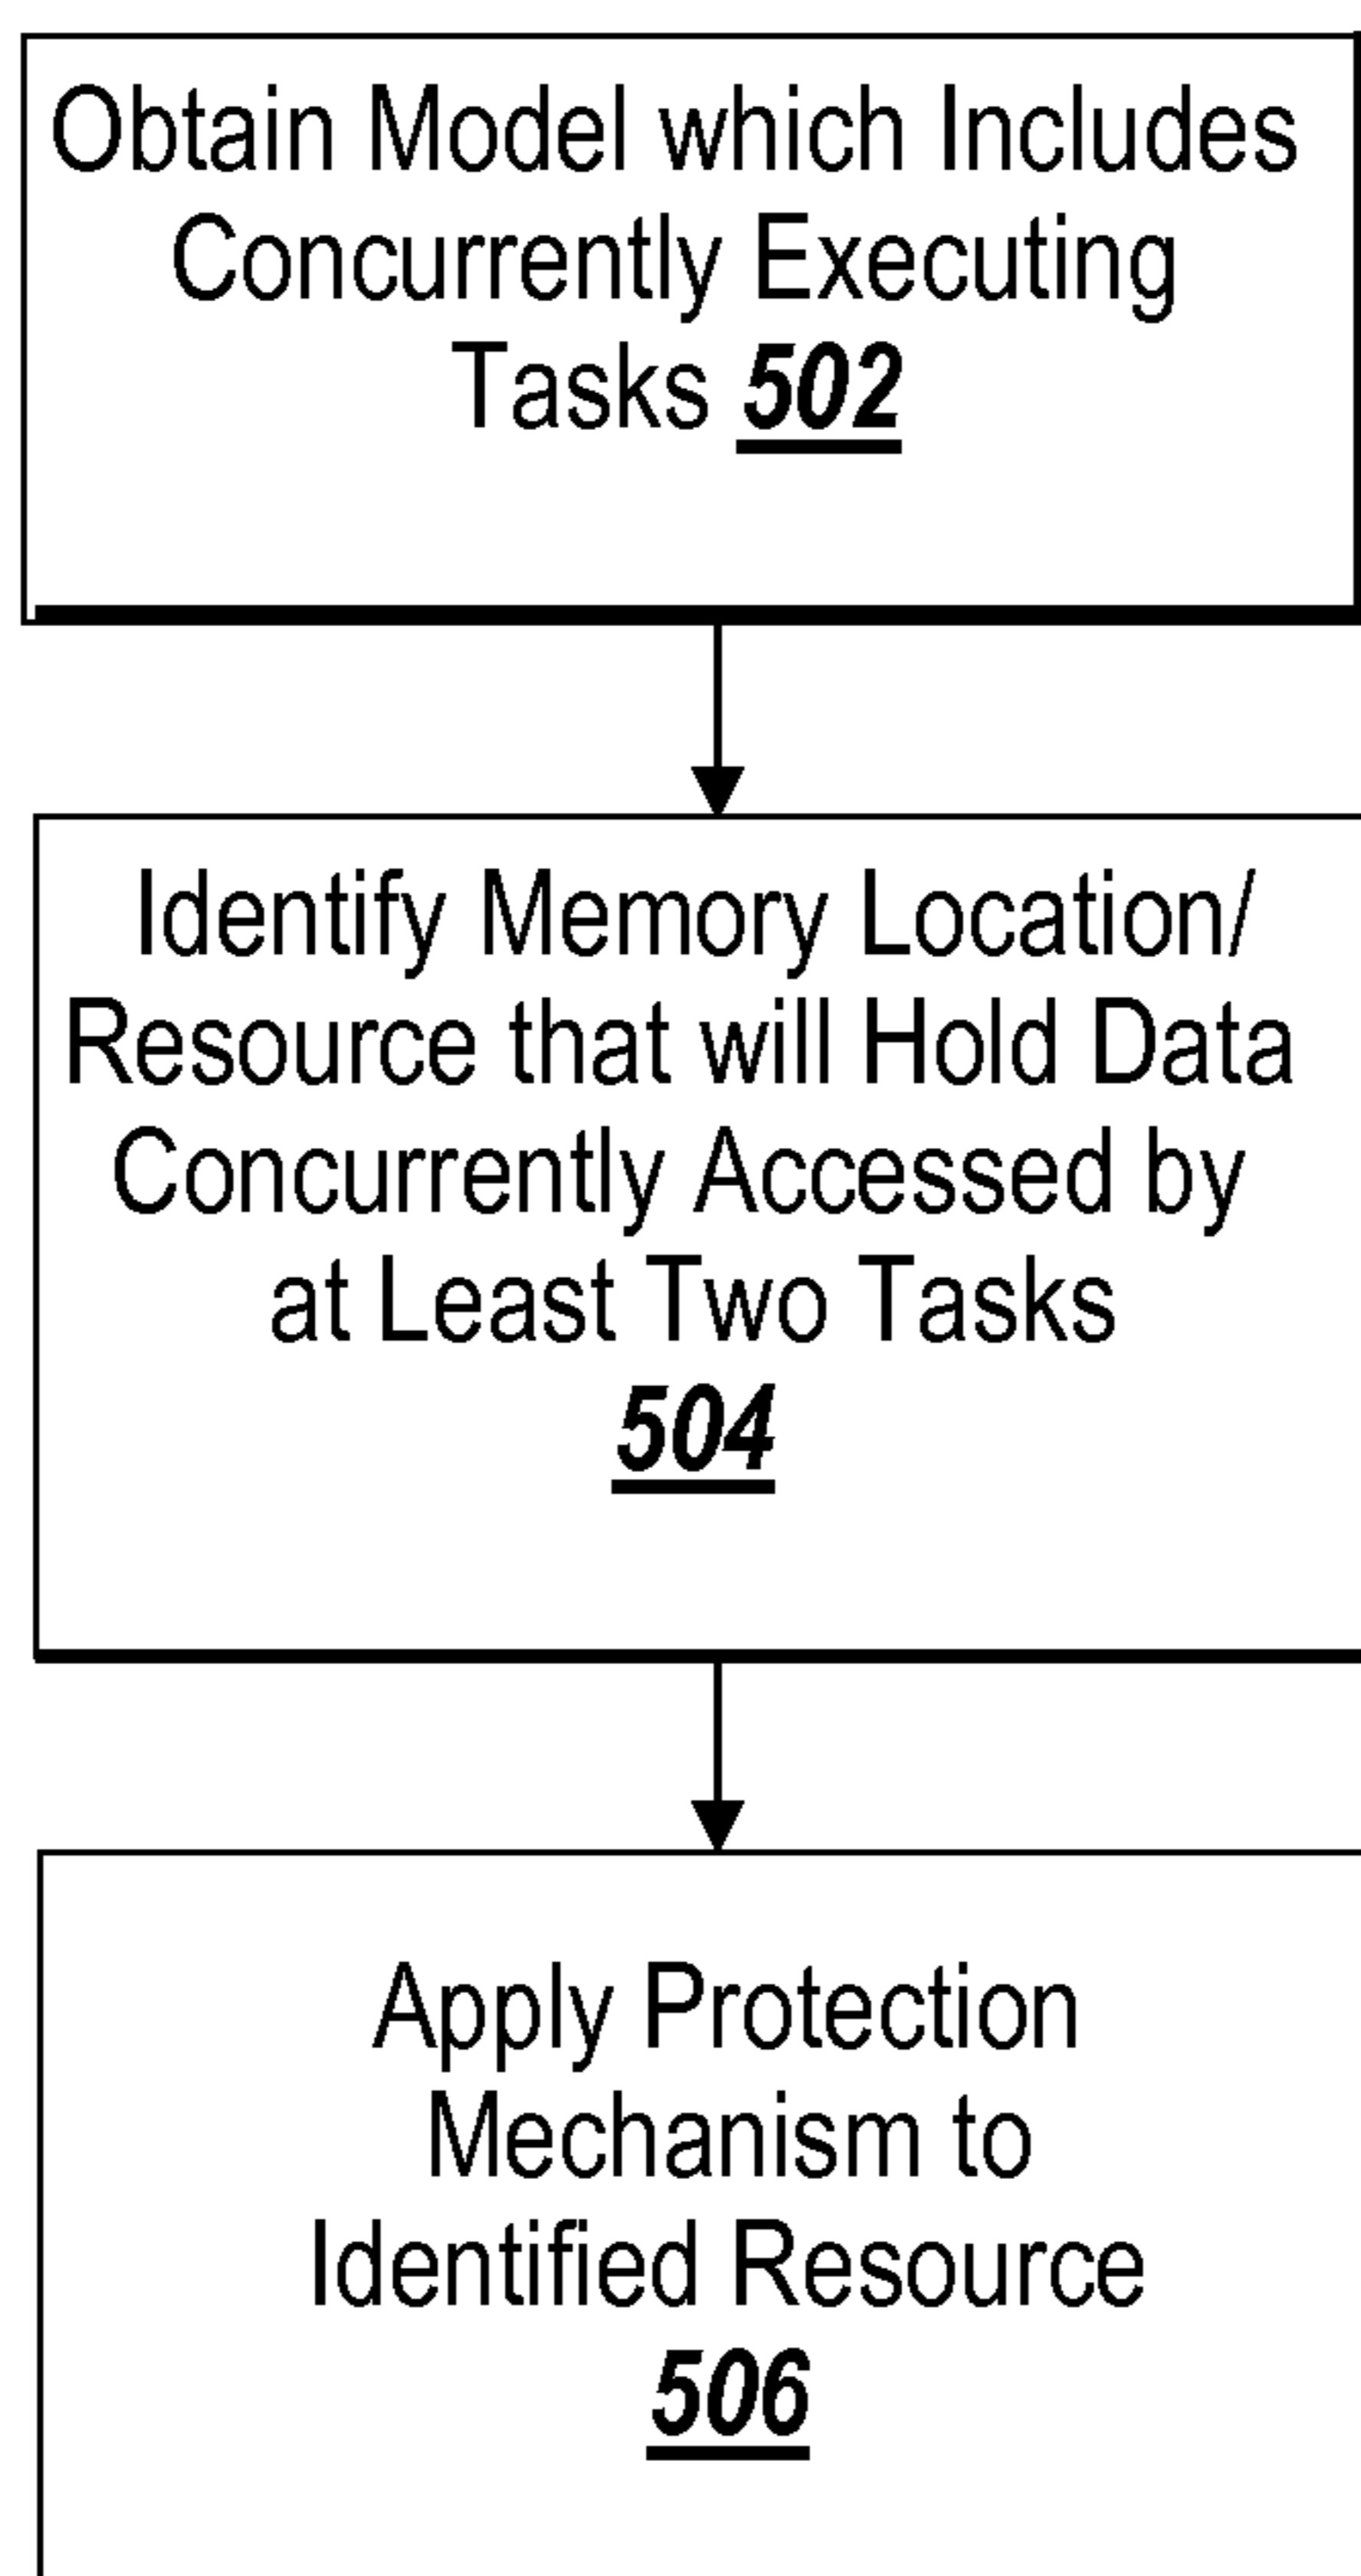 Obtain Model which Includes
Concurrently Executing
Tasks 502
Identify Memory Location/
Resource that will Hold Data
Concurrently Accessed by
at Least Two Tasks
504
Apply Protection
Mechanism to
Identified Resource
506